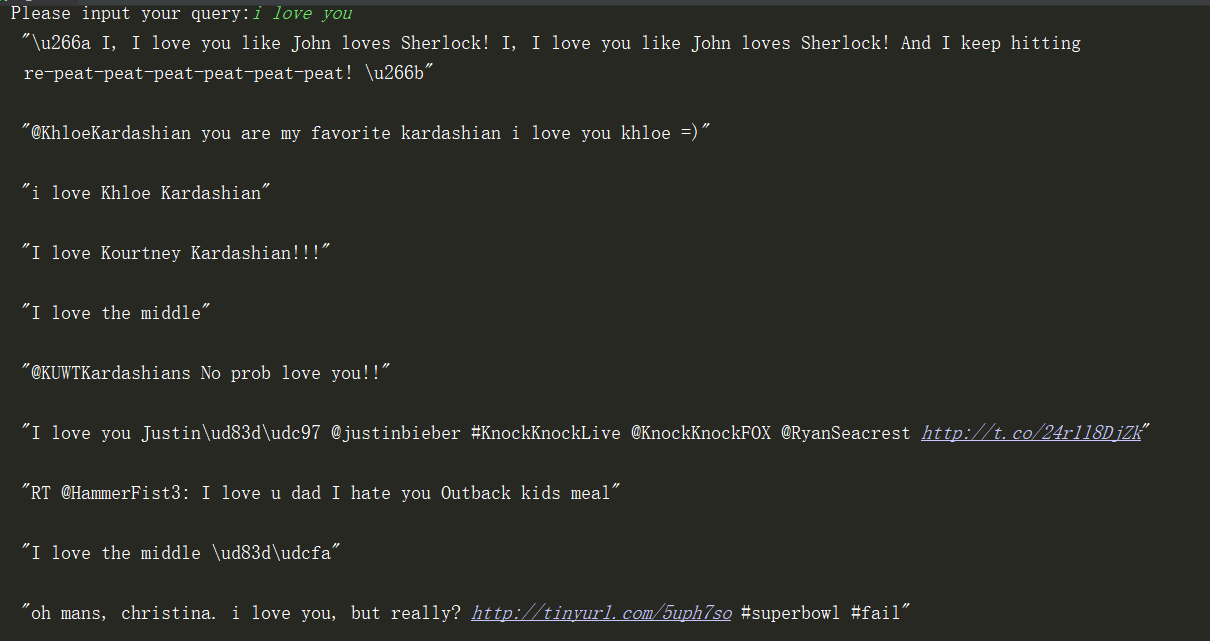 Please input your query:i love you
"\u266a I, I love you like John loves Sherlock! I, I love you like John loves Sherlock! And I keep hitting
re-peat-peat-peat-peat-peat-peat! \u266b"
"@KhloeKardashian you are my favorite kardashian i love you khloe =)"
"i love Khloe Kardashian"
"I love Kourtney Kardashian!!!"
"I love the middle"
"@KUWTKardashians No prob love you!!"
"I love you Justin\ud83d\udc97 @justinbieber #KnockKnockLive @KnockKnockFOX @RyanSeacrest http://t.co/24rll8DjZk"
"RT @HammerFist3: I love u dad I hate you Outback kids meal"
"I love the middle \ud83d\udcfa"
"oh mans, christina. i love you, but really? http://tinyurl.com/5uph7so #superbowl #fail"